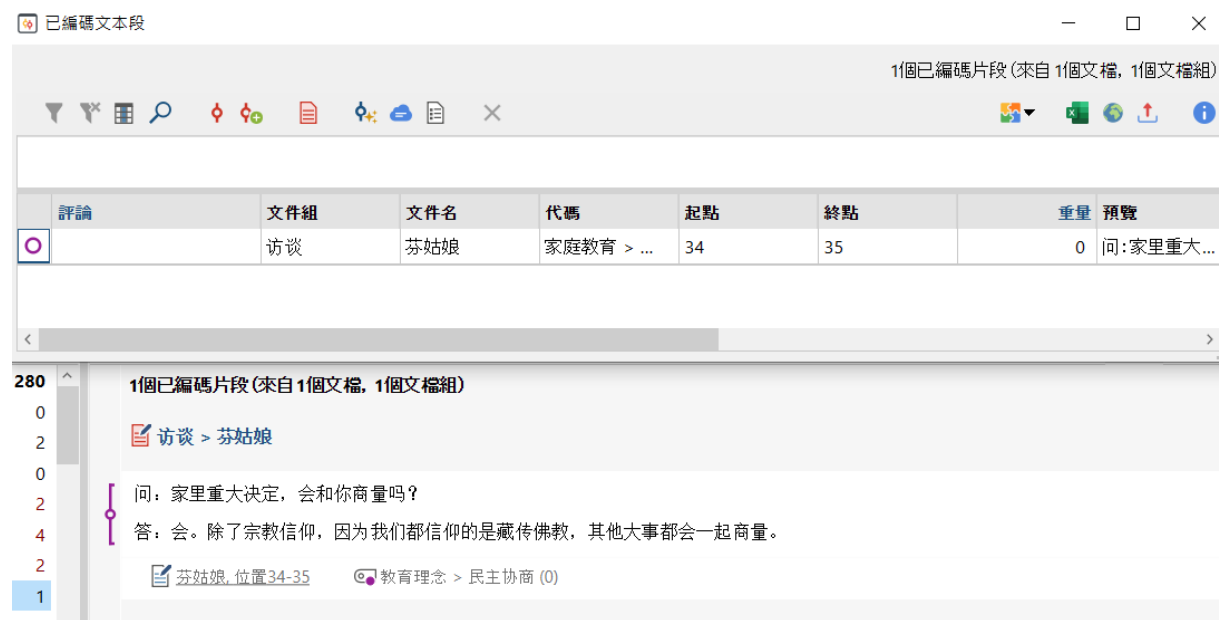 已編碼文本段
1個已編碼片段(來自1個文檔, 1個文檔組)
評論 文件組 文件名 代碼 起點 終點 重量 預覽
访谈 芬姑娘 家庭教育 > ... 34 35 0 问:家里重大...
280
0
2
0
2
4
2
1
1個已編碼片段(來自1個文檔, 1個文檔組)
访谈 > 芬姑娘
问：家里重大决定，会和你商量吗？
答：会。除了宗教信仰，因为我们都信仰的是藏传佛教，其他大事都会一起商量。
芬姑娘, 位置34-35 教育理念 > 民主协商 (0)